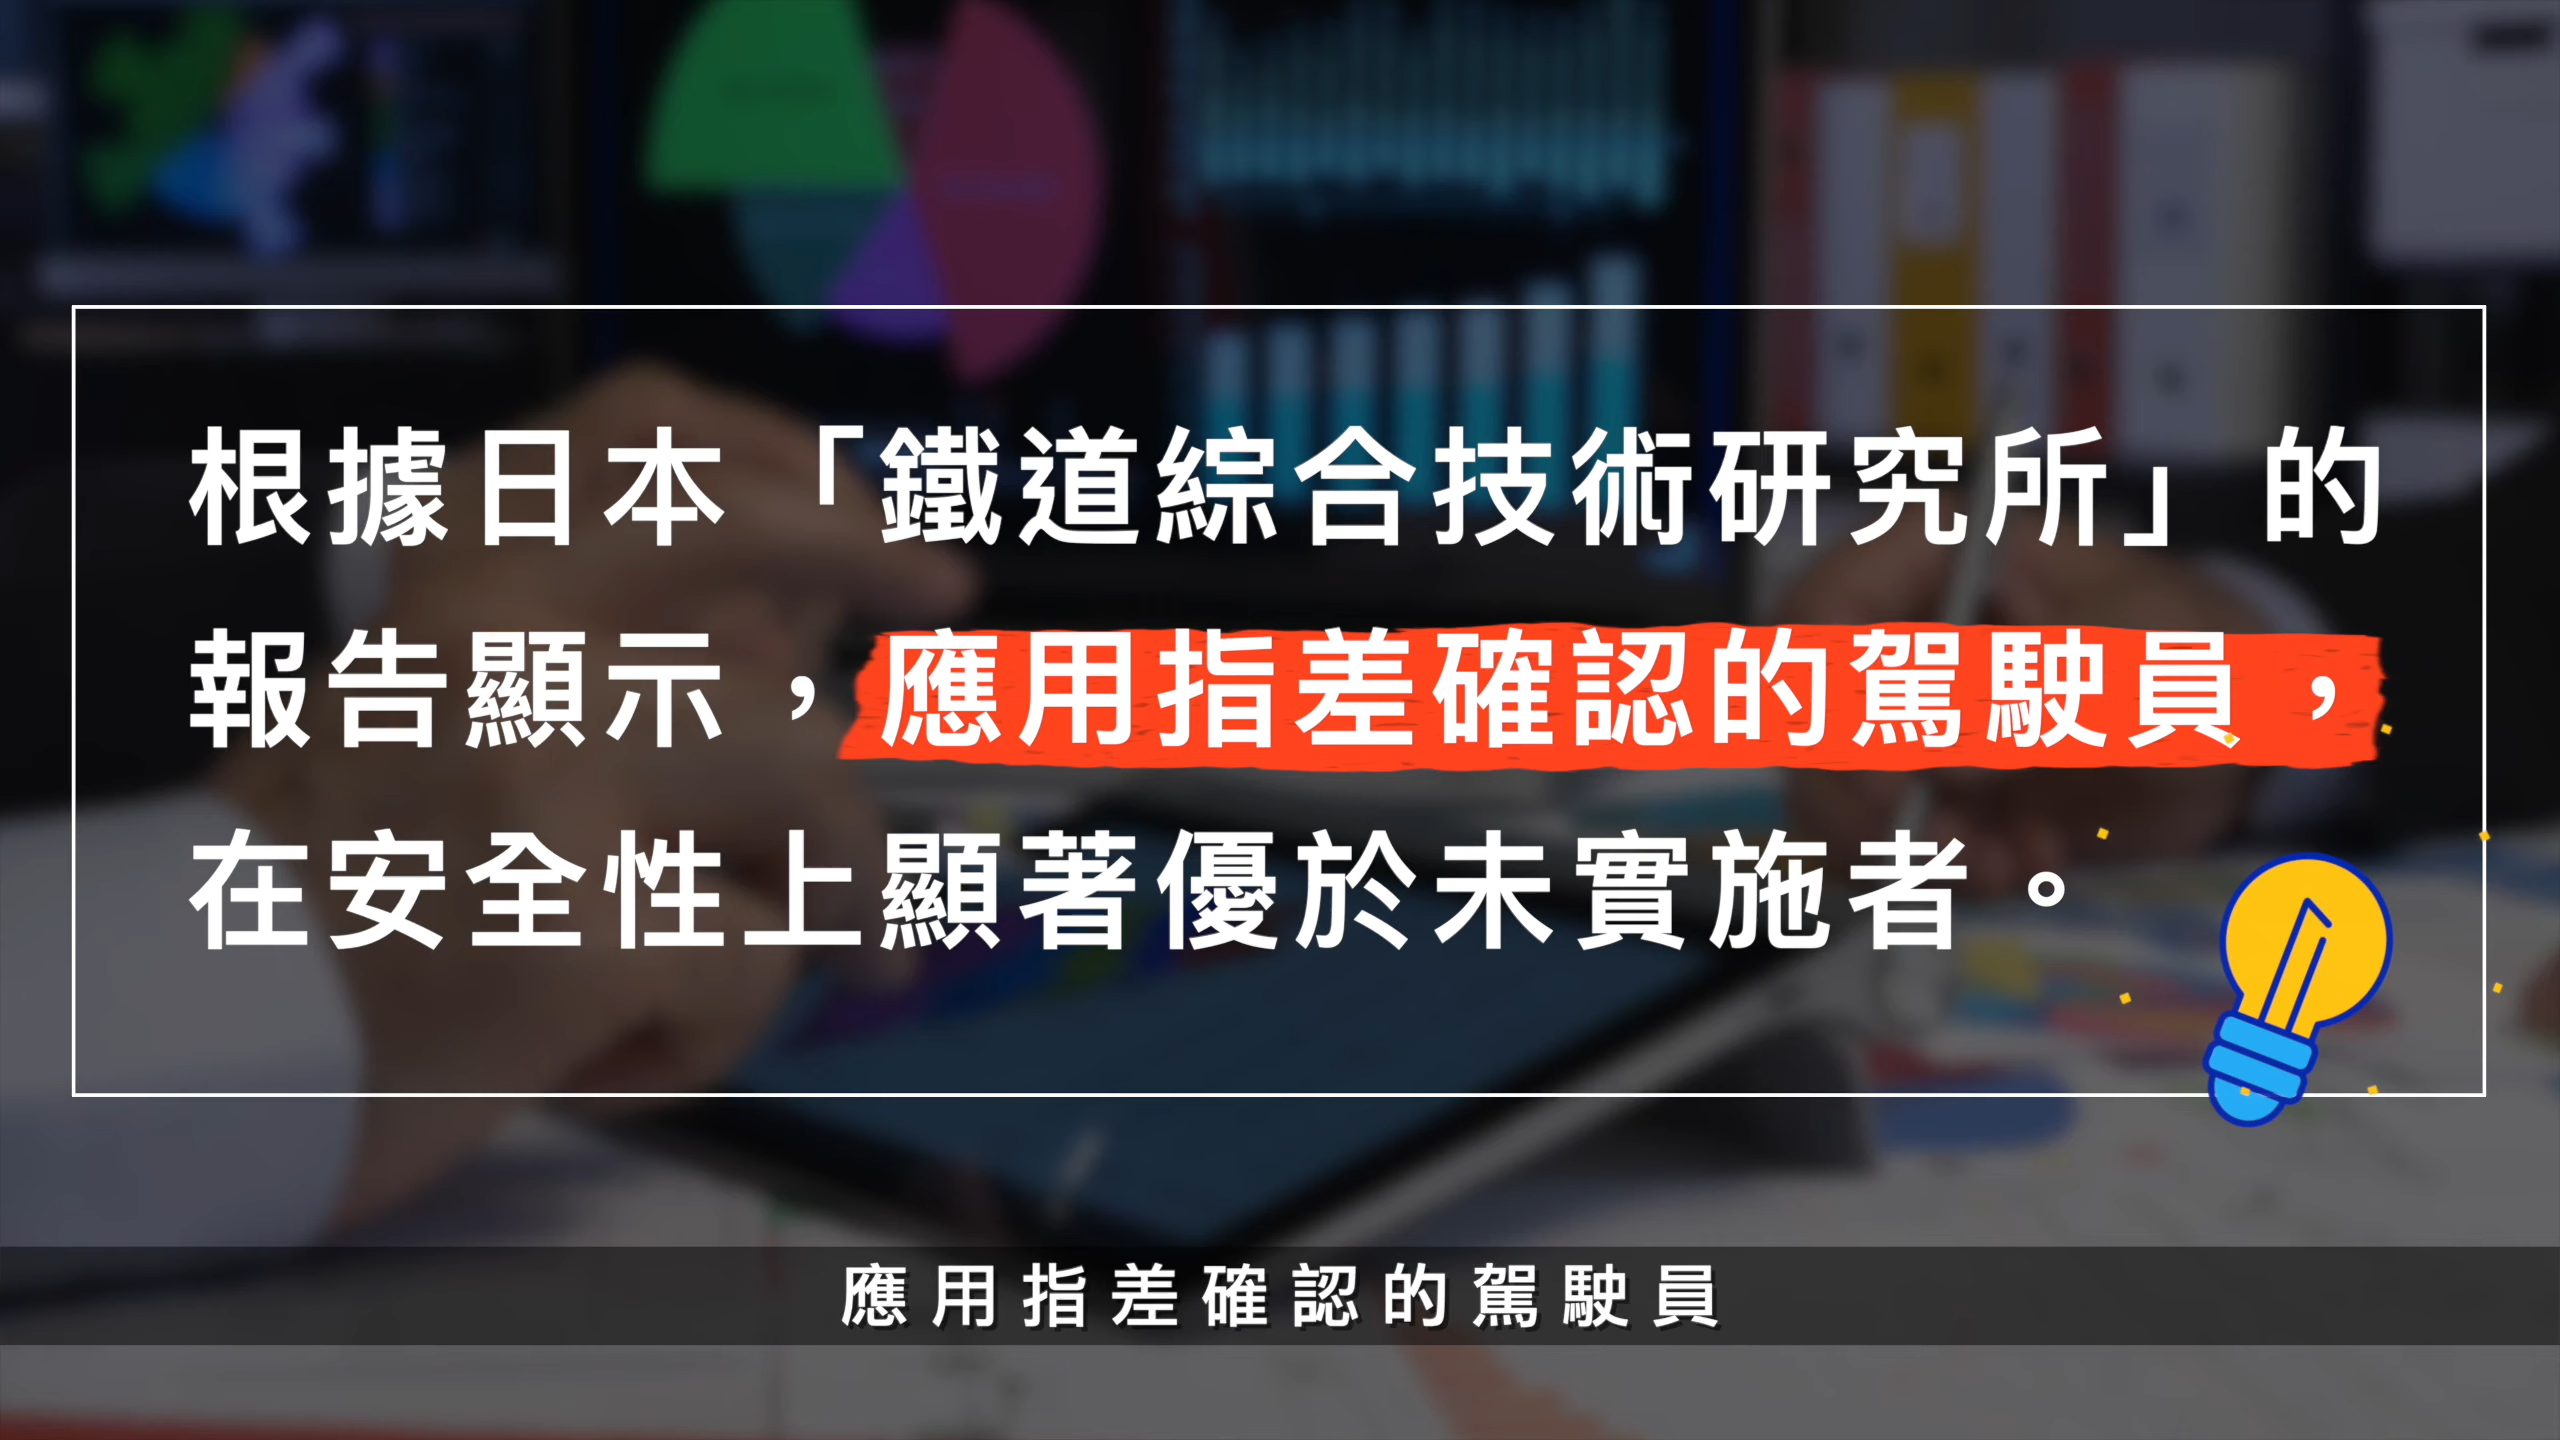 根據日本「鐵道綜合技術研究所」的
報告顯示，應用指差確認的駕駛員，
在安全性上顯著優於未實施者。
應用指差確認的駕駛員